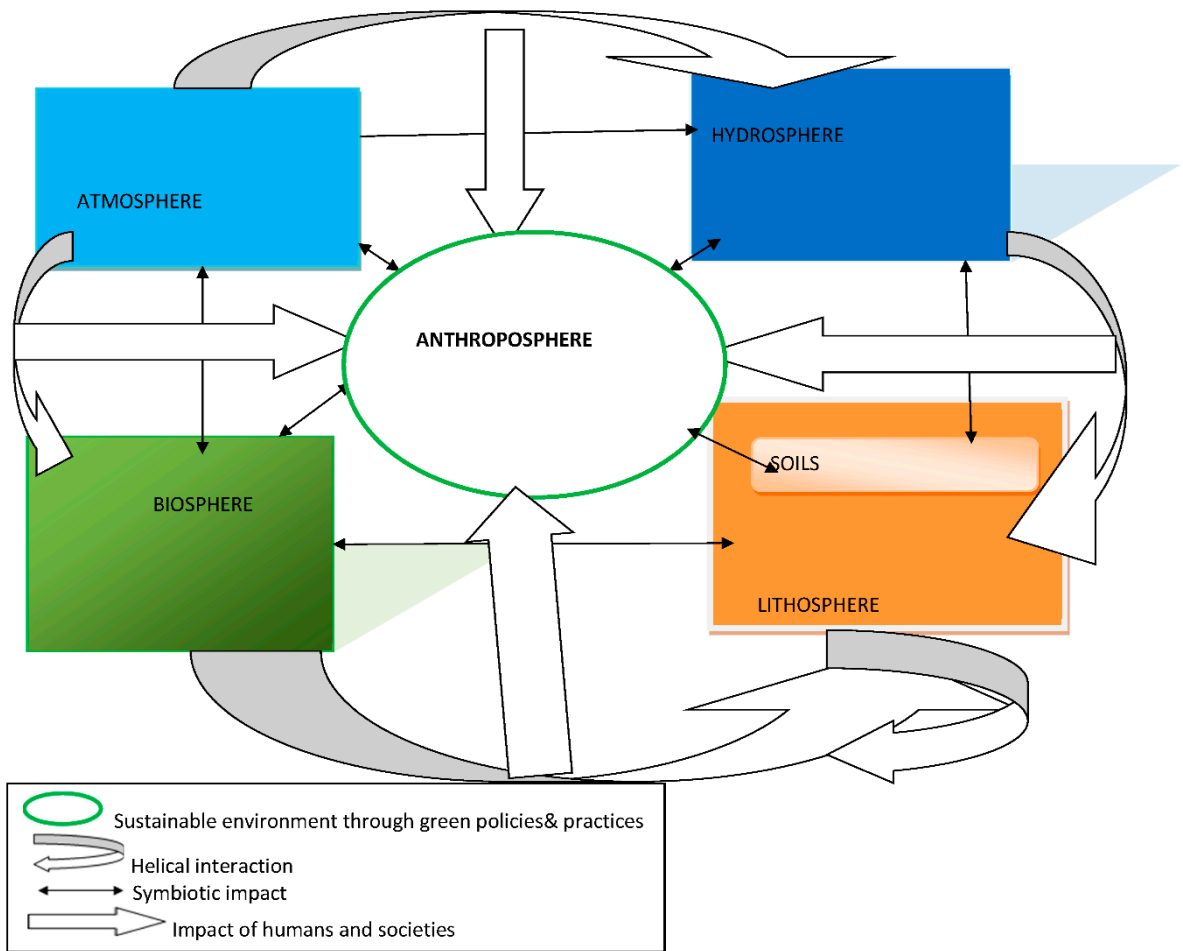 HYDROSPHERE
ATMOSPHERE
ANTHROPOSPHERE
SOILS
BIOSPHERE
LITHOSPHERE
Sustainable environment through green policies& practices
Helical interaction
Symbiotic impact
Impact of humans and societies